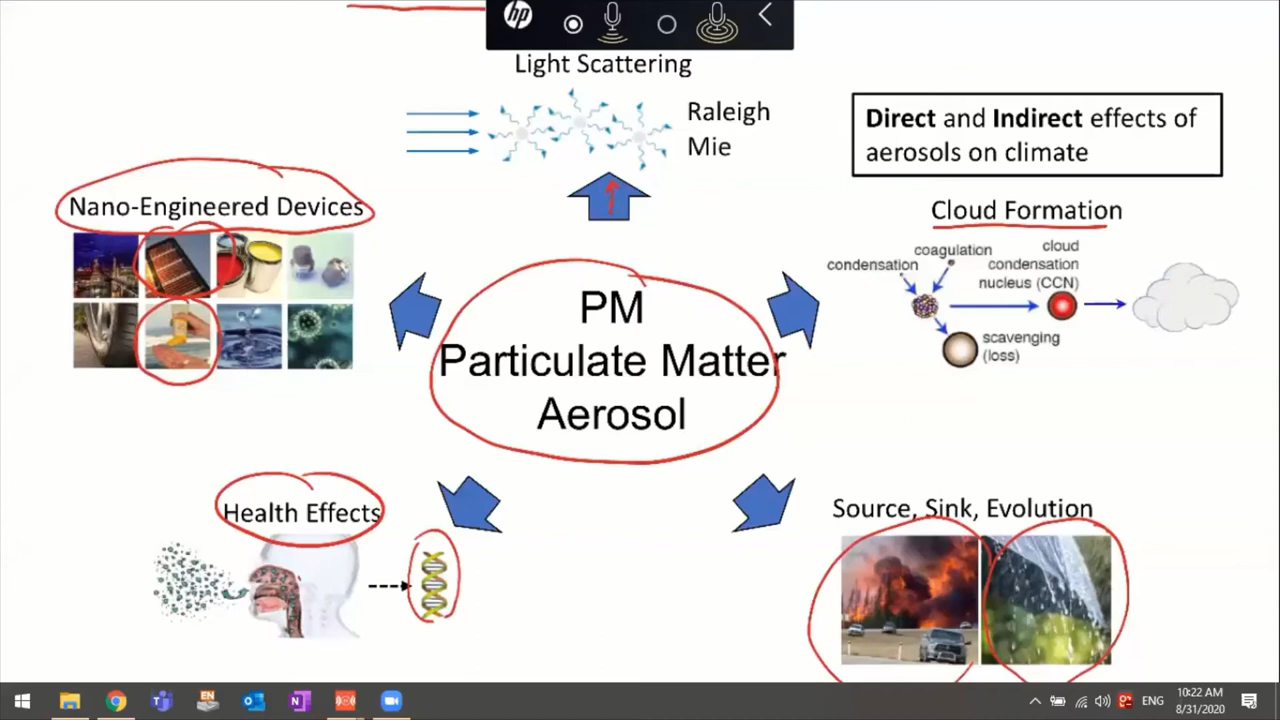 hp
Light Scattering
Raleigh
Mie
Direct and Indirect effects of
aerosols on climate
Nano-Engineered Devices
Cloud Formation
coagulation
condensation
cloud
condensation
nucleus (CCN)
scavenging
(loss)
PM
Particulate Matter
Aerosol
Health Effects
Source, Sink, Evolution
EN
ENG
10:22 AM
8/31/2020